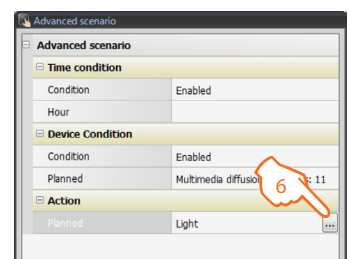 Advanced scenario
Advanced scenario
Time condition
Condition Enabled
Hour
Device Condition
Condition Enabled
Planned Multimedia diffusion s: 11
6
Action
Planned Light ...